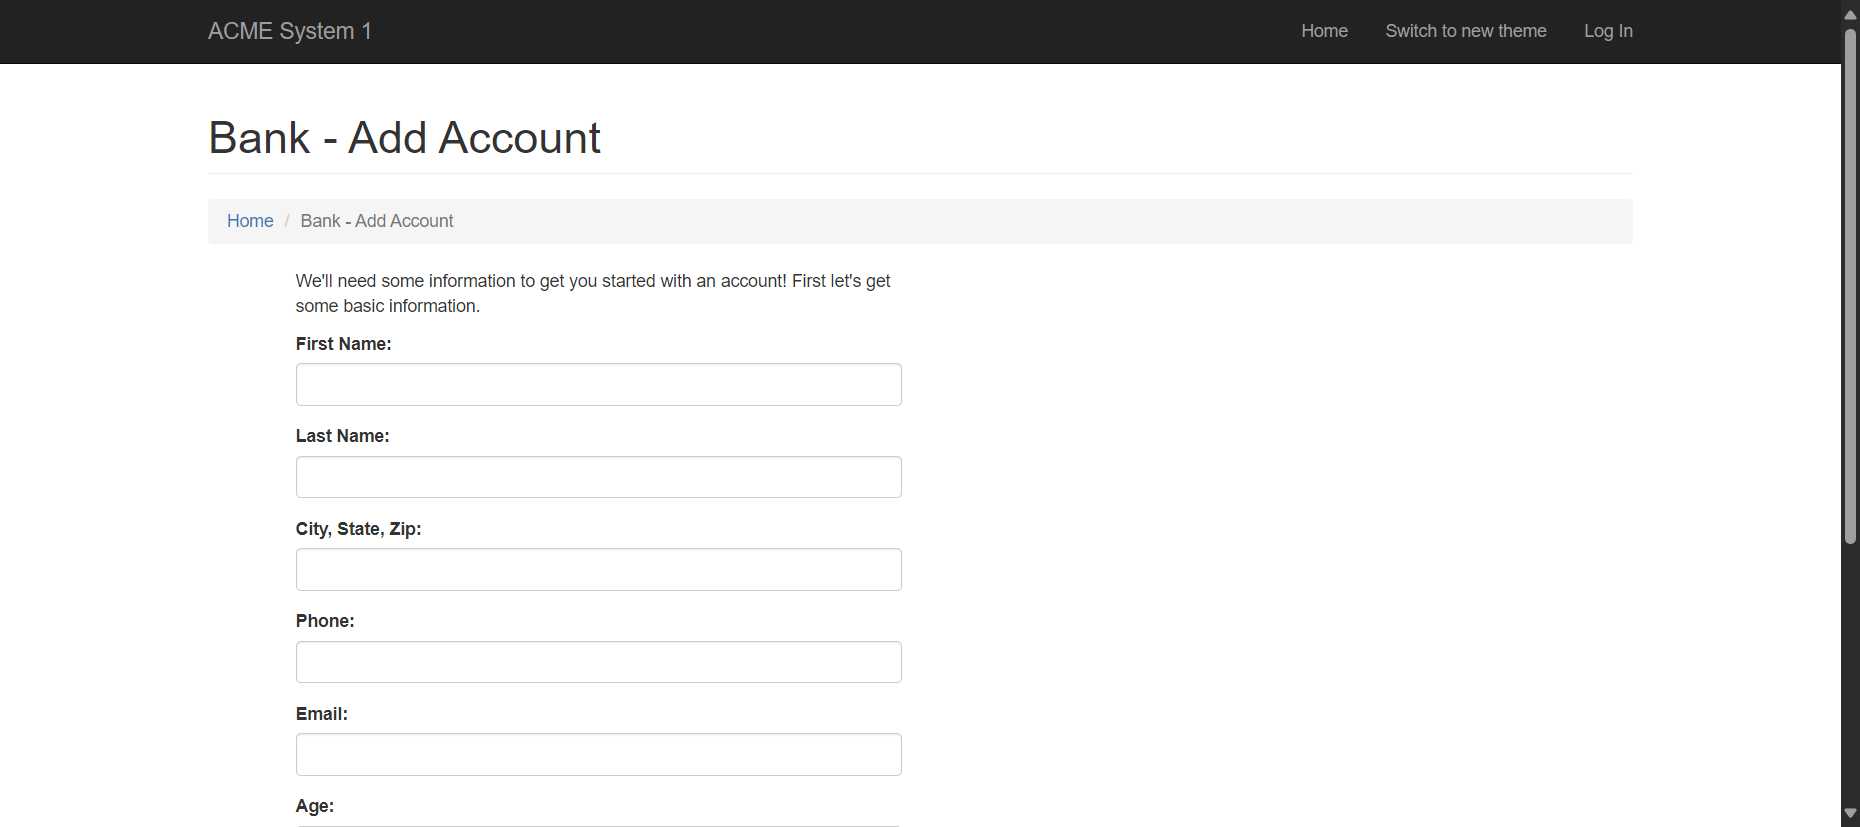 ACME System 1
Home
Switch to new theme
Log In
Bank - Add Account
Home / Bank - Add Account
We'll need some information to get you started with an account! First let's get
some basic information.
First Name:
Last Name:
City, State, Zip:
Phone:
Email:
Age: